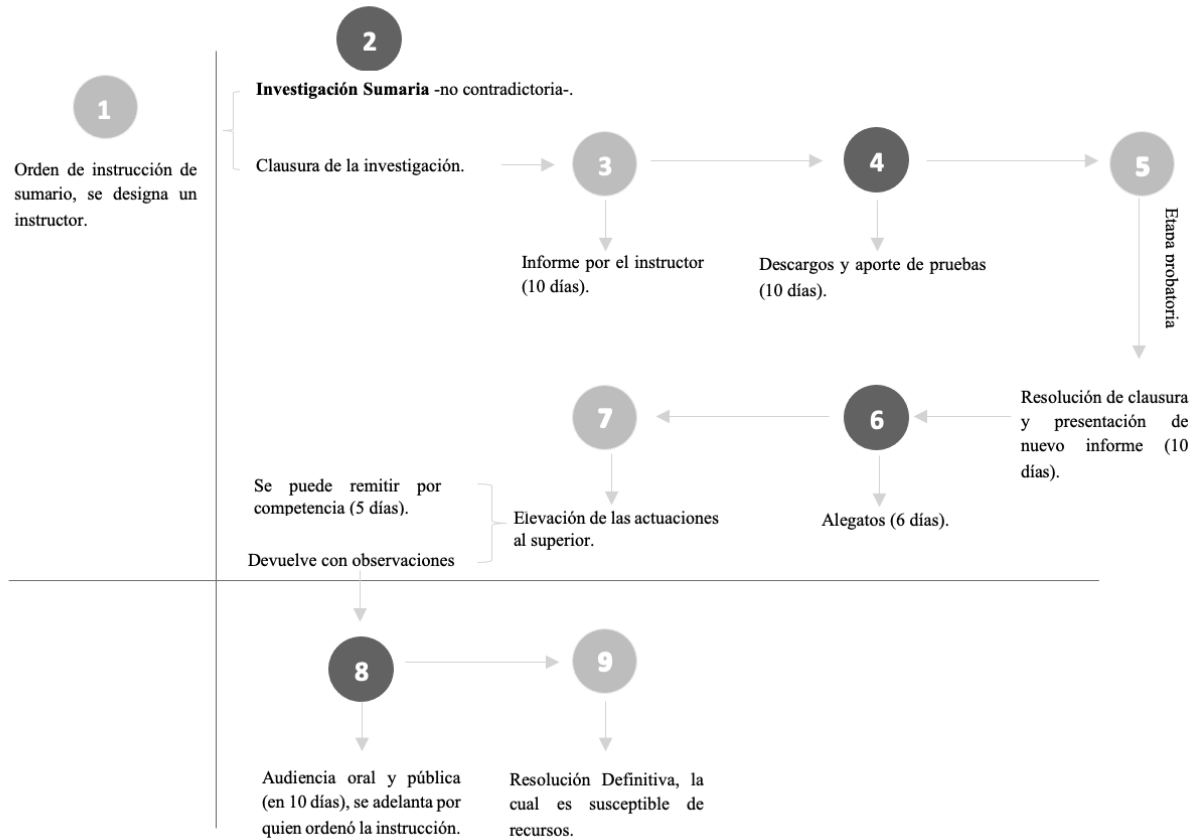 1
Orden de instrucción de
sumario, se designa un
instructor.
2
Investigación Sumaria -no contradictoria-.
Clausura de la investigación.
3
Informe por el instructor
(10 días).
4
Descargos y aporte de pruebas
(10 días).
5
Etapa probatoria
Resolución de clausura
y presentación de
nuevo informe (10
días).
6
Alegatos (6 días).
7
Elevación de las actuaciones
al superior.
Se puede remitir por
competencia (5 días).
Devuelve con observaciones
8
Audiencia oral y pública
(en 10 días), se adelanta por
quien ordenó la instrucción.
9
Resolución Definitiva, la
cual es susceptible de
recursos.